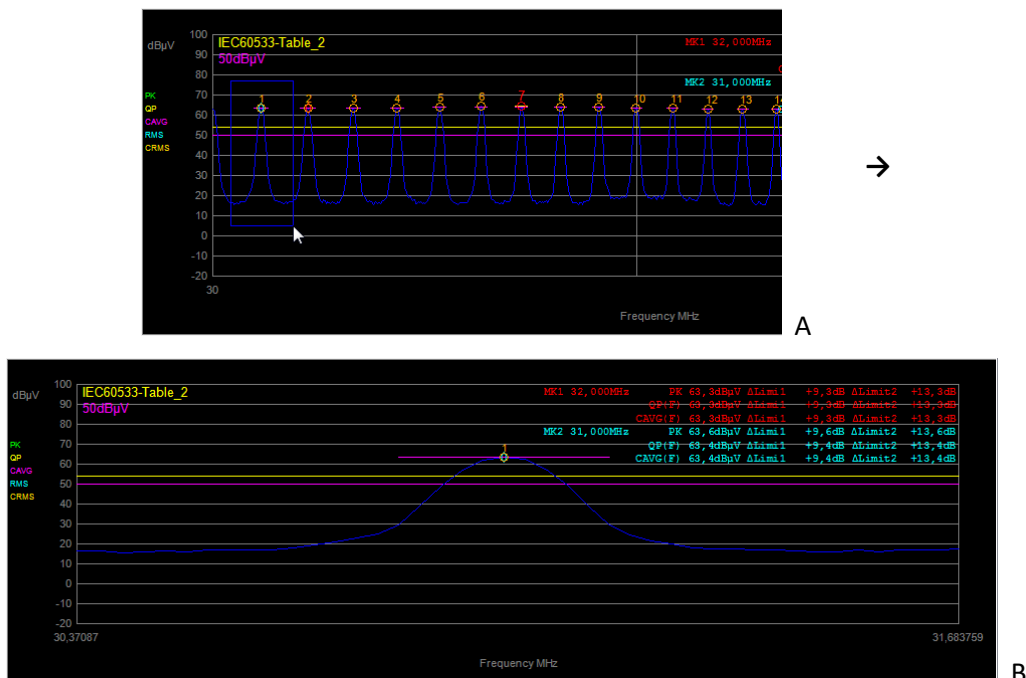 dBµV
100
IEC60533-Table_2
MK1 32,000MHz
90
50dBµV
80
MK2 31,000MHz
PK
70
1 2 3 4 5 6 7 8 9 10 11 12 13
QP
60
CAVG
50
RMS
CRMS
40
30
20
10
0
-10
-20
30
Frequency MHz
→
A
dBµV
100
IEC60533-Table_2
MK1 32,000MHz PK 63,3dBµV ΔLimi1 +9,3dB ΔLimit2 +13,3dB
90
50dBµV
QP(F) 63,3dBµV ΔLimi1 +9,3dB ΔLimit2 +13,3dB
CAVG(F) 63,3dBµV ΔLimi1 +9,3dB ΔLimit2 +13,3dB
80
MK2 31,000MHz PK 63,6dBµV ΔLimi1 +9,6dB ΔLimit2 +13,6dB
QP(F) 63,4dBµV ΔLimi1 +9,4dB ΔLimit2 +13,4dB
CAVG(F) 63,4dBµV ΔLimi1 +9,4dB ΔLimit2 +13,4dB
PK
70
1
QP
60
CAVG
50
RMS
CRMS
40
30
20
10
0
-10
-20
30,37087
31,683759
Frequency MHz
B